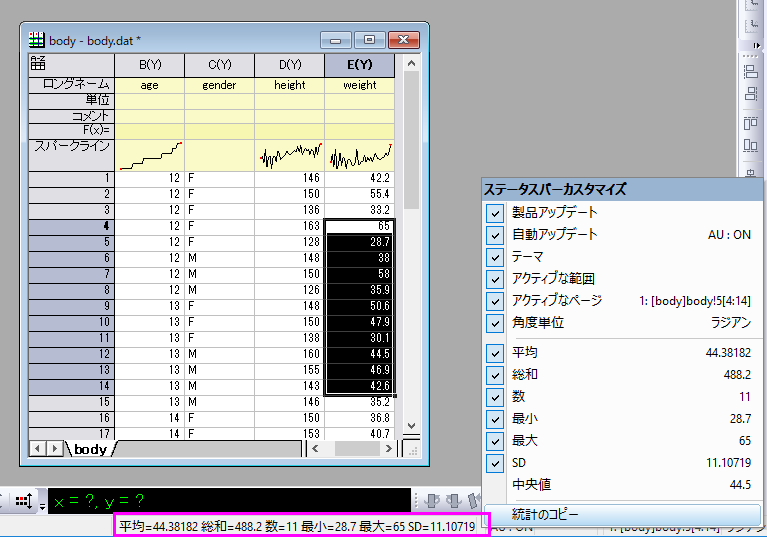 body - body.dat *
B(Y) C(Y) D(Y) E(Y)
ロングネーム age gender height weight
単位
コメント
F(x)=
スパークライン
1 12 F 146 42.2
2 12 F 150 55.4
3 12 F 136 33.2
4 12 F 163 65
5 12 F 128 28.7
6 12 M 148 38
7 12 M 150 58
8 12 M 126 35.9
9 13 F 148 50.6
10 13 F 150 47.9
11 13 F 138 30.1
12 13 M 160 44.5
13 13 M 155 46.9
14 13 M 143 42.6
15 13 M 146 35.2
16 14 F 150 36.8
17 14 F 153 40.7
body
ステータスバーカスタマイズ
製品アップデート
自動アップデート AU : ON
テーマ
アクティブな範囲
アクティブなページ 1: [body]body!5[4:14]
角度単位 ラジアン
平均 44.38182
総和 488.2
数 11
最小 28.7
最大 65
SD 11.10719
中央値 44.5
統計のコピー
x = ?, y = ?
平均=44.38182 総和=488.2 数=11 最小=28.7 最大=65 SD=11.10719